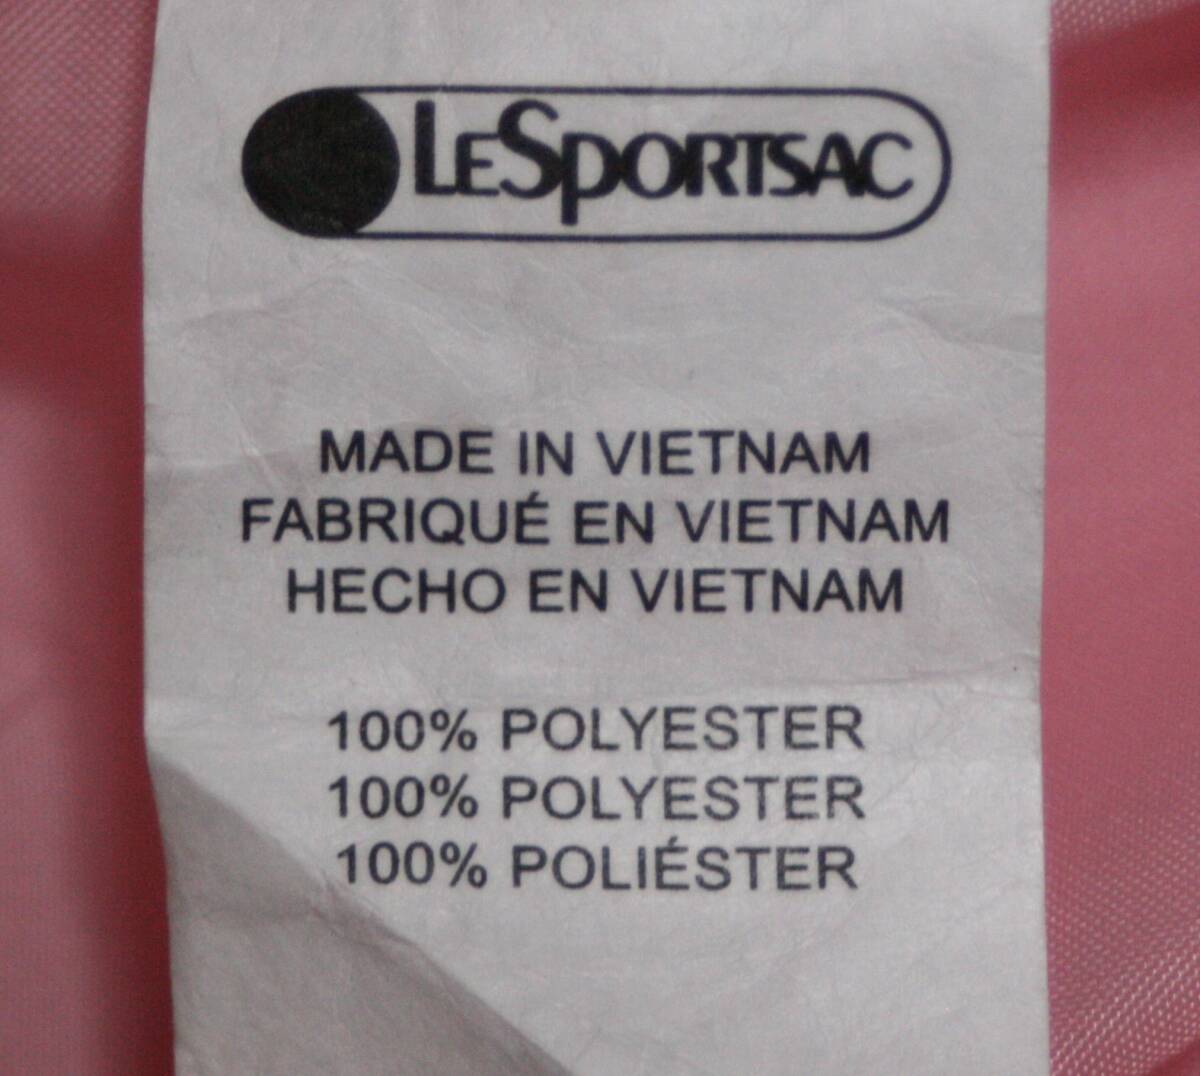 LESPORTSAC
MADE IN VIETNAM
FABRIQUÉ EN VIETNAM
HECHO EN VIETNAM
100% POLYESTER
100% POLYESTER
100% POLIÉSTER